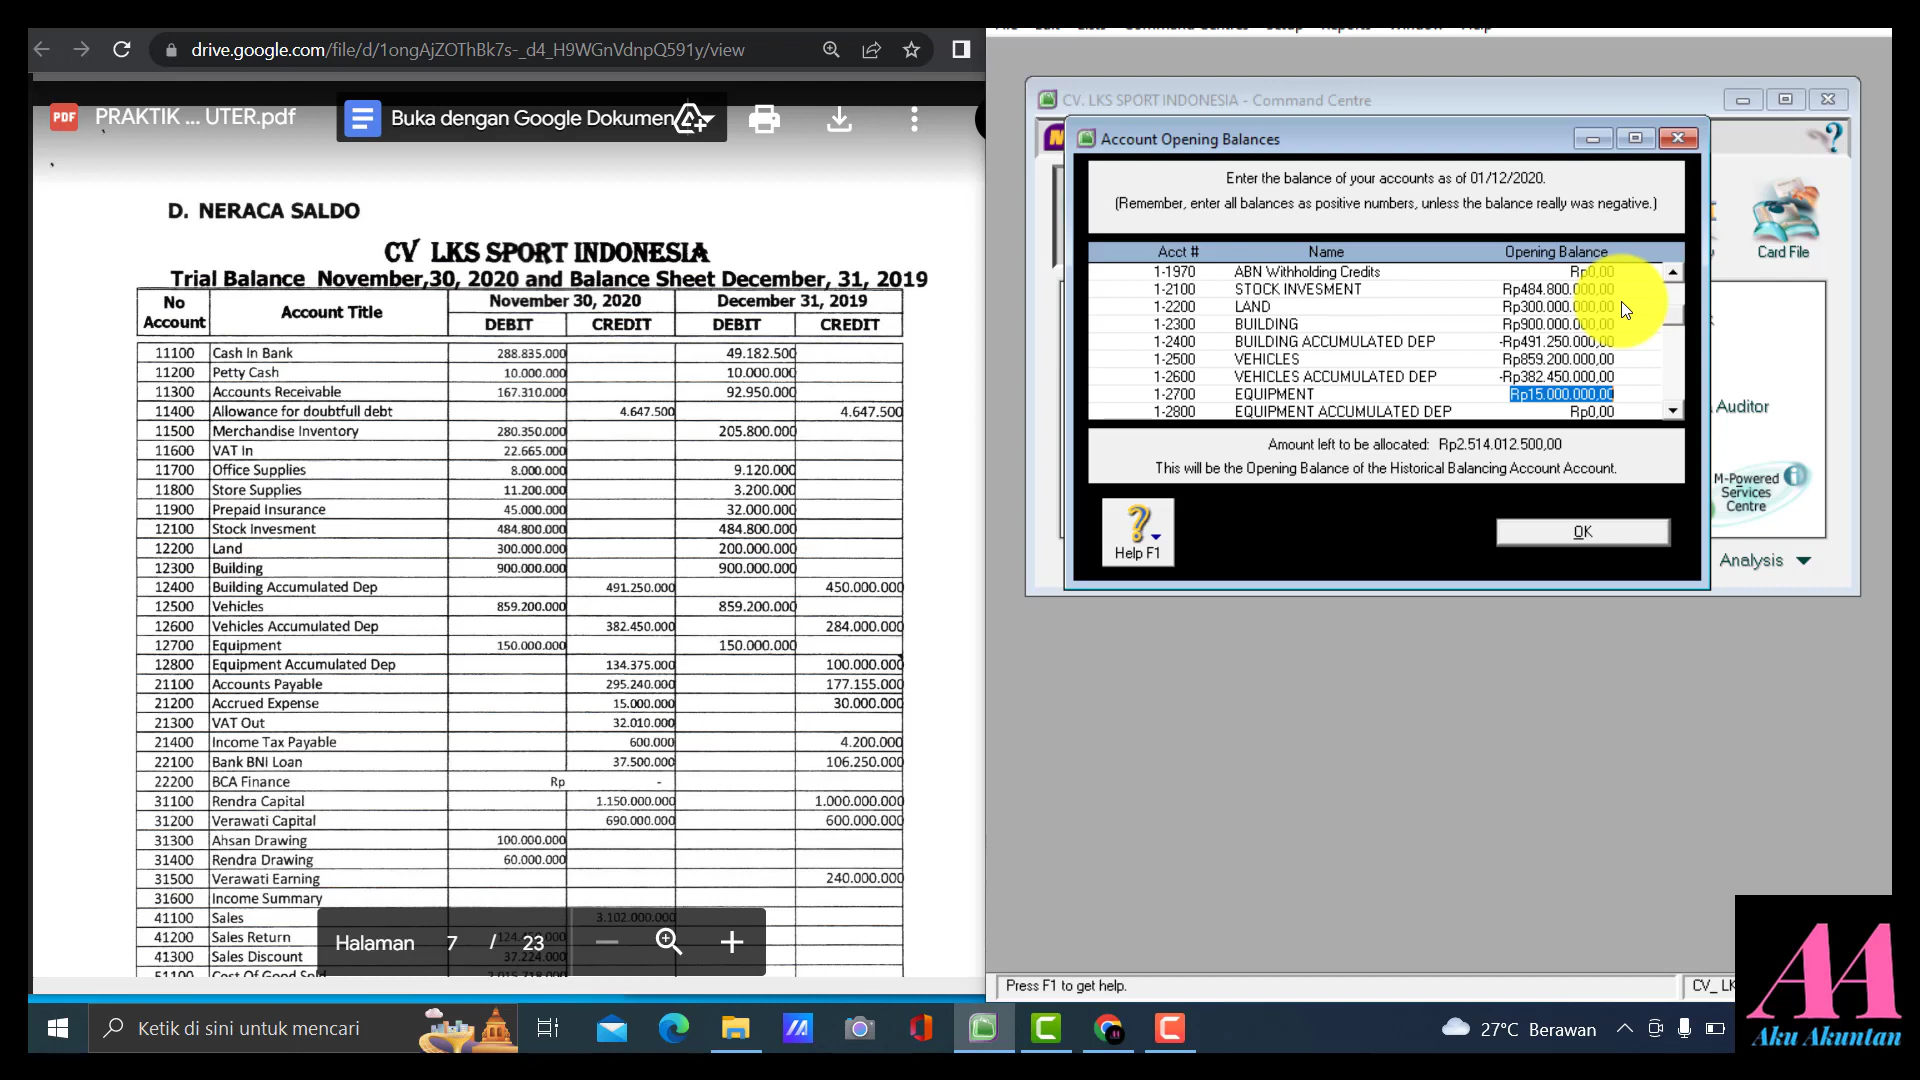 drive.google.com/file/d/1ongAjZOThBk7s-_d4_H9WGnVdnpQ591y/view
PDF PRAKTIK ... UTER.pdf
Buka dengan Google Dokumen
D. NERACA SALDO
CV LKS SPORT INDONESIA
Trial Balance November,30, 2020 and Balance Sheet December, 31, 2019
No Account Account Title November 30, 2020 December 31, 2019
DEBIT CREDIT DEBIT CREDIT
11100 Cash In Bank 288.835.000 49.182.500
11200 Petty Cash 10.000.000 10.000.000
11300 Accounts Receivable 167.310.000 92.950.000
11400 Allowance for doubtfull debt 4.647.500 4.647.500
11500 Merchandise Inventory 280.350.000 205.800.000
11600 VAT In 22.665.000
11700 Office Supplies 8.000.000 9.120.000
11800 Store Supplies 11.200.000 3.200.000
11900 Prepaid Insurance 45.000.000 32.000.000
12100 Stock Invesment 484.800.000 484.800.000
12200 Land 300.000.000 200.000.000
12300 Building 900.000.000 900.000.000
12400 Building Accumulated Dep 491.250.000 450.000.000
12500 Vehicles 859.200.000 859.200.000
12600 Vehicles Accumulated Dep 382.450.000 284.000.000
12700 Equipment 150.000.000 150.000.000
12800 Equipment Accumulated Dep 134.375.000 100.000.000
21100 Accounts Payable 295.240.000 177.155.000
21200 Accrued Expense 15.000.000 30.000.000
21300 VAT Out 32.010.000
21400 Income Tax Payable 600.000 4.200.000
22100 Bank BNI Loan 37.500.000 106.250.000
22200 BCA Finance Rp -
31100 Rendra Capital 1.150.000.000 1.000.000.000
31200 Verawati Capital 690.000.000 600.000.000
31300 Ahsan Drawing 100.000.000
31400 Rendra Drawing 60.000.000
31500 Verawati Earning 240.000.000
31600 Income Summary
41100 Sales 3.102.000.000
41200 Sales Return
41300 Sales Discount 37.224.000
Halaman 7 / 23
CV. LKS SPORT INDONESIA - Command Centre
Account Opening Balances
Enter the balance of your accounts as of 01/12/2020.
(Remember, enter all balances as positive numbers, unless the balance really was negative.)
Acct # Name Opening Balance
1-1970 ABN Withholding Credits Rp0,00
1-2100 STOCK INVESMENT Rp484.800.000,00
1-2200 LAND Rp300.000.000,00
1-2300 BUILDING Rp900.000.000,00
1-2400 BUILDING ACCUMULATED DEP -Rp491.250.000,00
1-2500 VEHICLES Rp859.200.000,00
1-2600 VEHICLES ACCUMULATED DEP -Rp382.450.000,00
1-2700 EQUIPMENT Rp15.000.000,00
1-2800 EQUIPMENT ACCUMULATED DEP Rp0,00
Amount left to be allocated: Rp2.514.012.500,00
This will be the Opening Balance of the Historical Balancing Account Account.
Help F1
OK
Card File
Auditor
M-Powered
Services
Centre
Analysis
Press F1 to get help.
CV_ LK
Ketik di sini untuk mencari
27°C Berawan
AA
Aku Akuntan